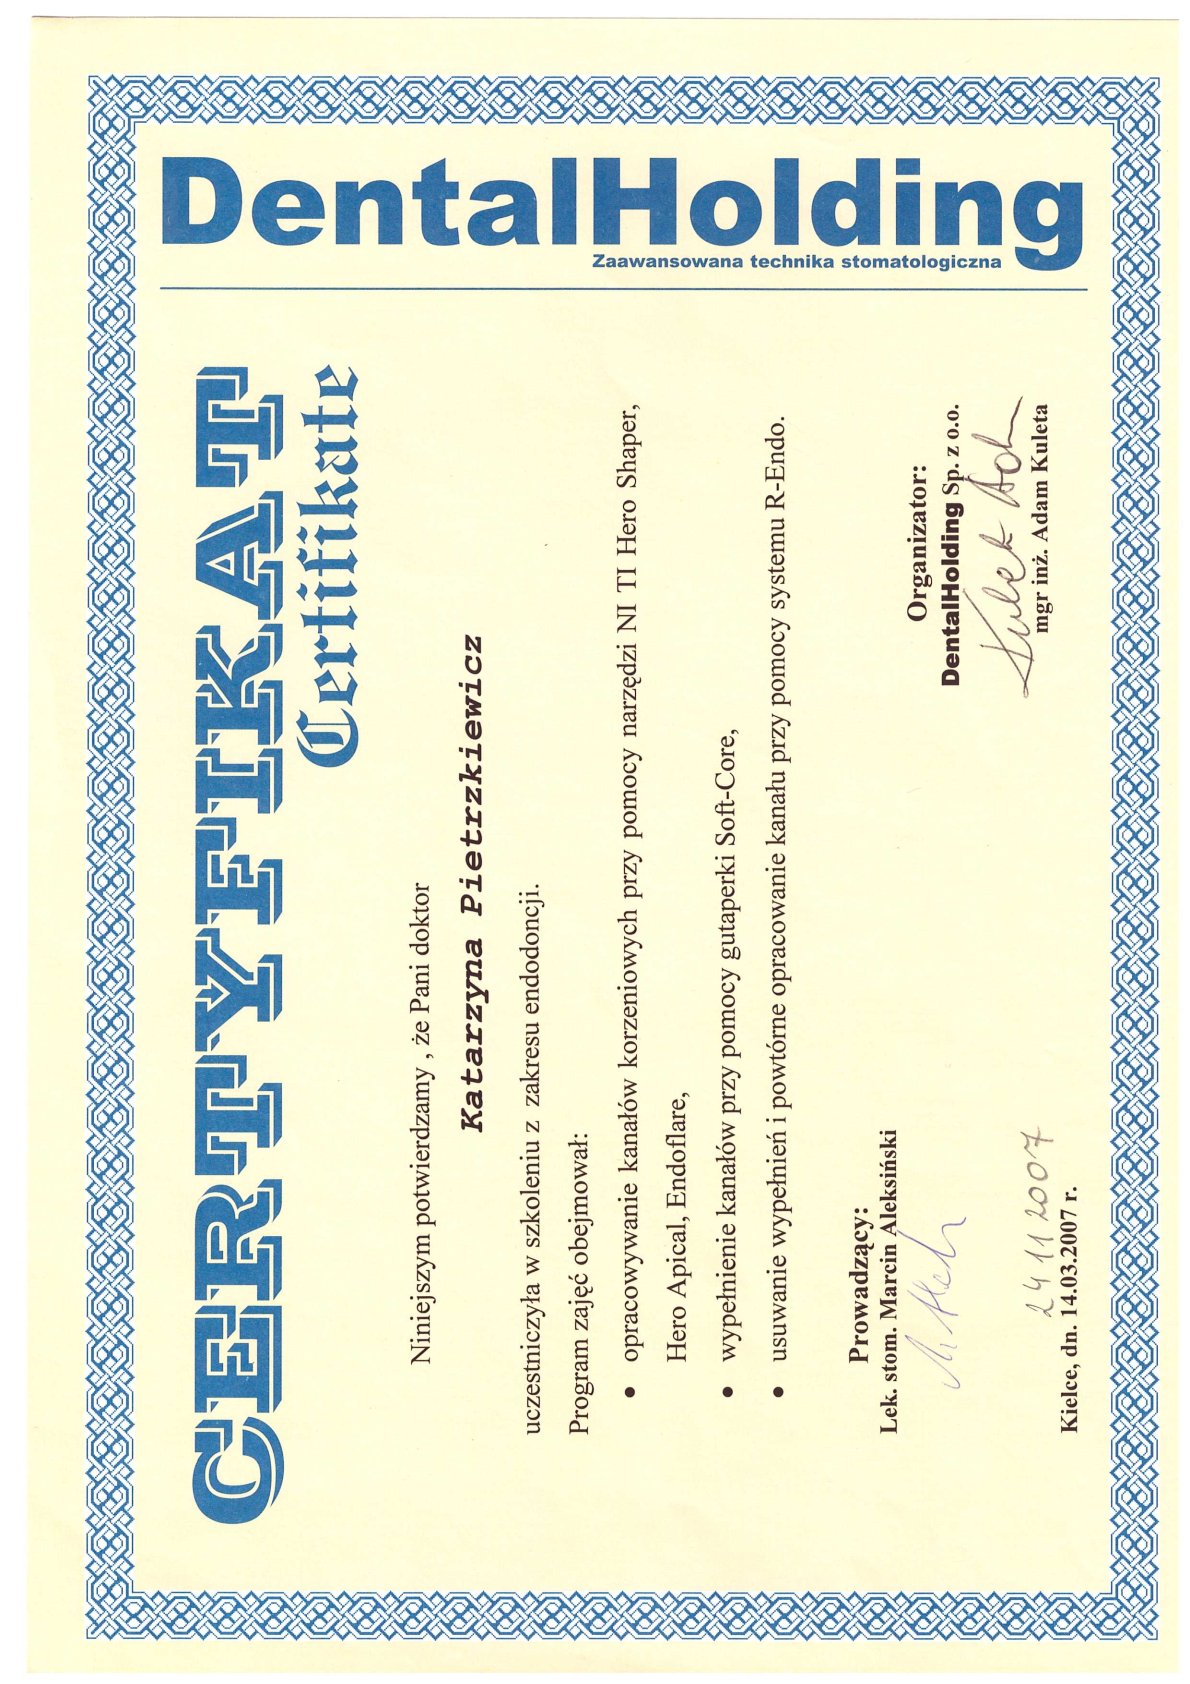 DentalHolding
Zaawansowana technika stomatologiczna
CERTYFIKAT
Certifikate
Niniejszym potwierdzamy , że Pani doktor
Katarzyna Pietrzkiewicz
uczestniczyła w szkoleniu z zakresu endodoncji.
Program zajęć obejmował:
• opracowywanie kanałów korzeniowych przy pomocy narzędzi NI TI Hero Shaper,
Hero Apical, Endoflare,
• wypełnienie kanałów przy pomocy gutaperki Soft-Core,
• usuwanie wypełnień i powtórne opracowanie kanału przy pomocy systemu R-Endo.
Prowadzący:
Lek. stom. Marcin Aleksiński
Organizator:
DentalHolding Sp. z o.o.
mgr inż. Adam Kuleta
24 11 2007
Kielce, dn. 14.03.2007 r.